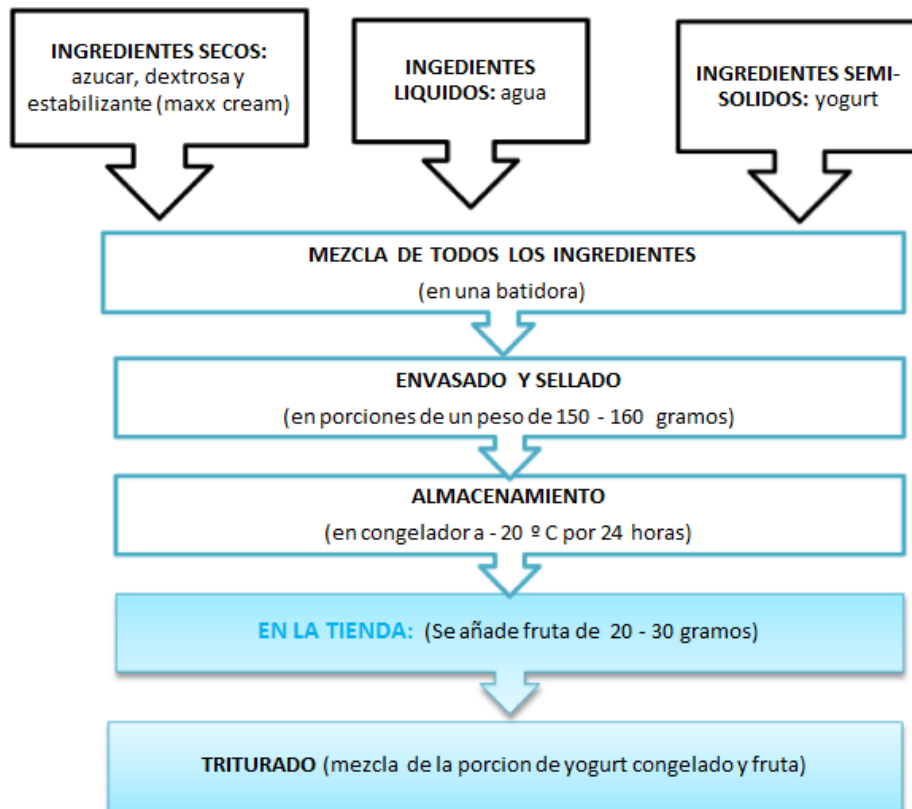 INGREDIENTES SECOS:
azucar, dextrosa y
estabilizante (maxx cream)
INGEDIENTES
LIQUIDOS: agua
INGREDIENTES SEMI-
SOLIDOS: yogurt
MEZCLA DE TODOS LOS INGREDIENTES
(en una batidora)
ENVASADO Y SELLADO
(en porciones de un peso de 150 - 160 gramos)
ALMACENAMIENTO
(en congelador a - 20 º C por 24 horas)
EN LA TIENDA: (Se añade fruta de 20 - 30 gramos)
TRITURADO (mezcla de la porcion de yogurt congelado y fruta)